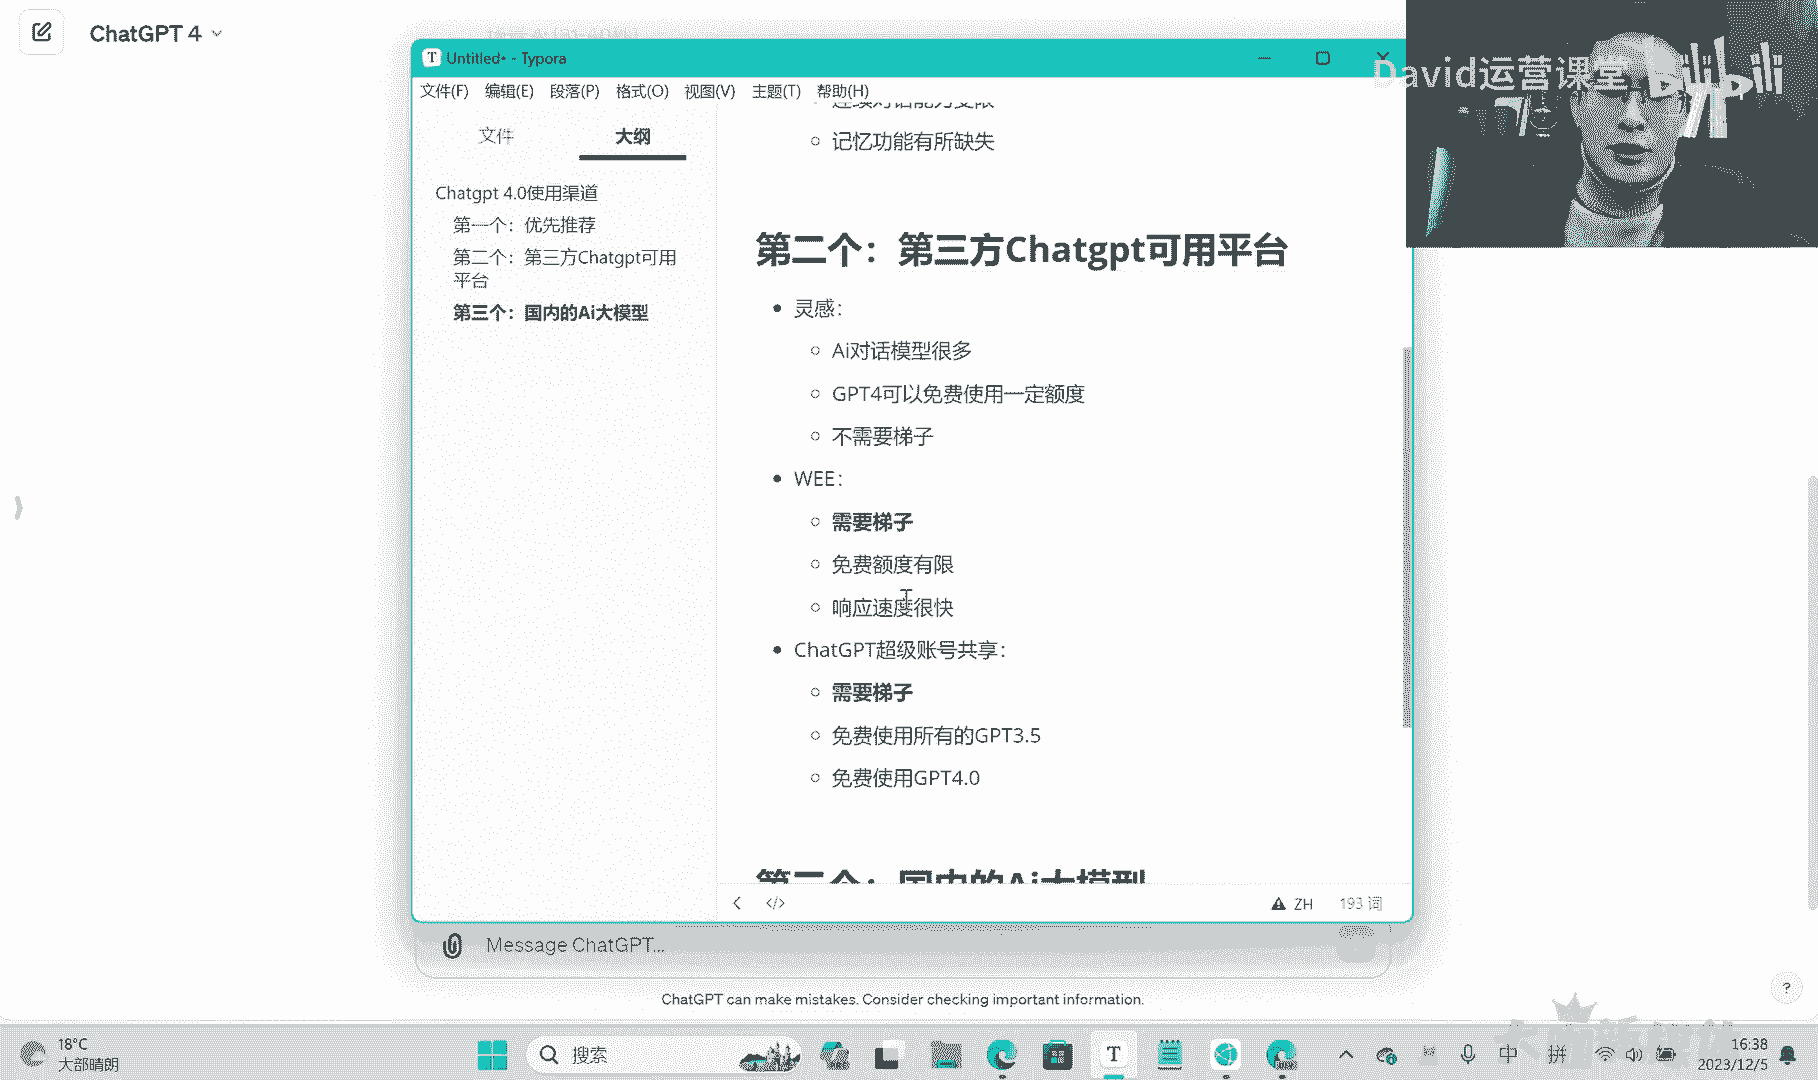 ChatGPT 4
Untitled• - Typora
David运营课堂 bilibili
文件(F) 编辑(E) 段落(P) 格式(O) 视图(V) 主题(T) 帮助(H)
文件 大纲
Chatgpt 4.0使用渠道
第一个：优先推荐
第二个：第三方Chatgpt可用
平台
第三个：国内的Ai大模型
连续对话能力受限
记忆功能有所缺失
第二个：第三方Chatgpt可用平台
灵感：
Ai对话模型很多
GPT4可以免费使用一定额度
不需要梯子
WEE：
需要梯子
免费额度有限
响应速度很快
ChatGPT超级账号共享：
需要梯子
免费使用所有的GPT3.5
免费使用GPT4.0
第三个：国内的Ai大模型
ZH 193 词
Message ChatGPT...
ChatGPT can make mistakes. Consider checking important information.
?
18°C
大部晴朗
搜索
中 拼
16:38
2023/12/5